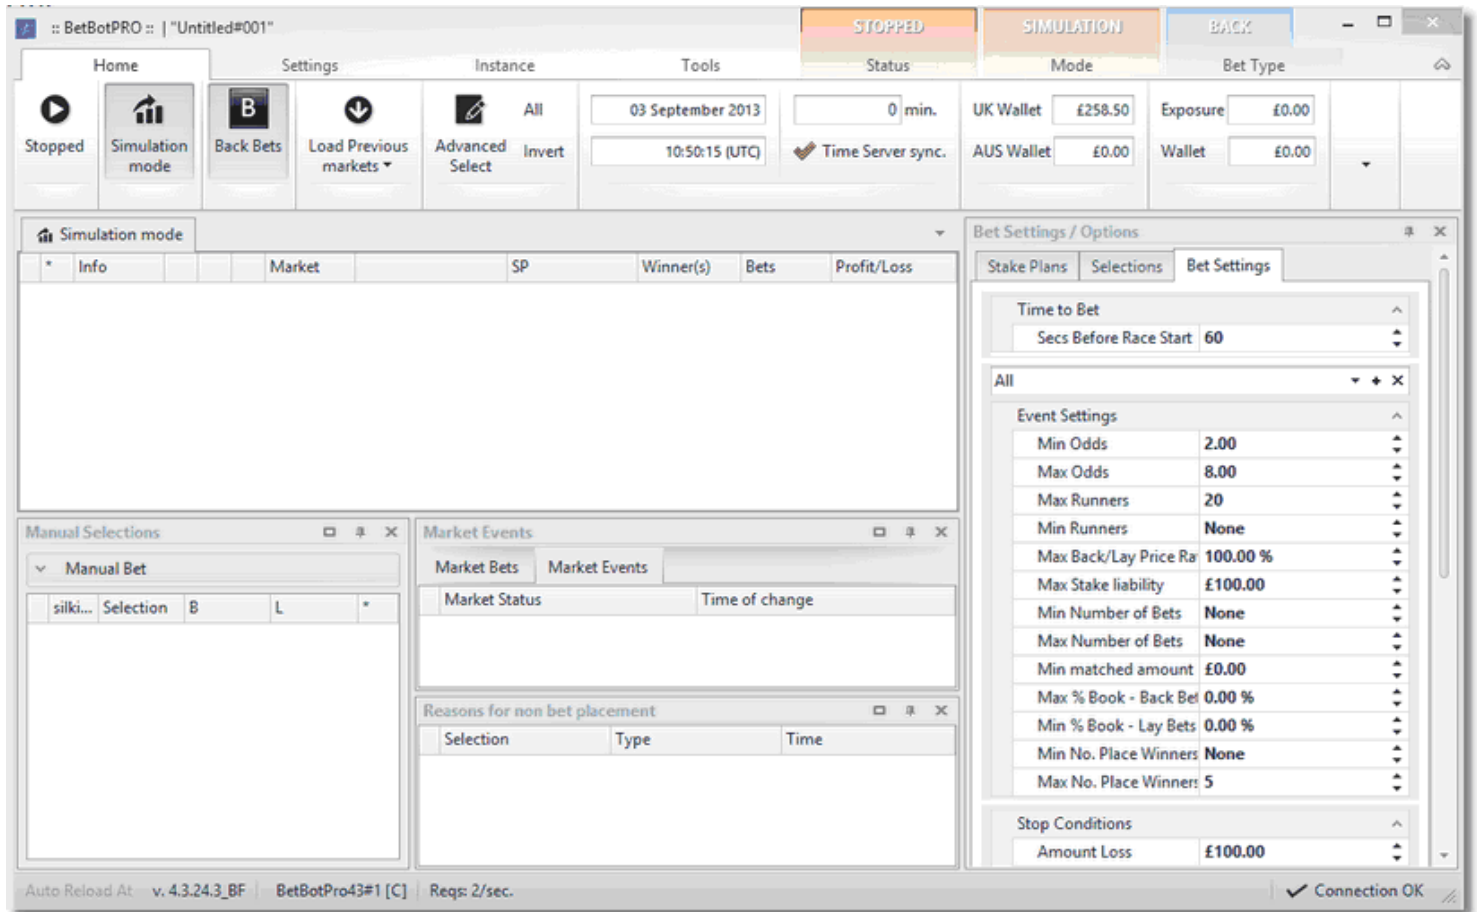 :: BetBotPRO :: | "Untitled#001"
STOPPED
SIMULATION
BACK
Home
Settings
Instance
Tools
Status
Mode
Bet Type
Stopped
Simulation mode
B
Back Bets
Load Previous markets
Advanced Select
All
Invert
03 September 2013
10:50:15 (UTC)
0 min.
Time Server sync.
UK Wallet £258.50
AUS Wallet £0.00
Exposure £0.00
Wallet £0.00
Simulation mode
* Info Market SP Winner(s) Bets Profit/Loss
Manual Selections
Manual Bet
silki... Selection B L *
Market Events
Market Bets Market Events
Market Status Time of change
Reasons for non bet placement
Selection Type Time
Bet Settings / Options
Stake Plans Selections Bet Settings
Time to Bet
Secs Before Race Start 60
All
Event Settings
Min Odds 2.00
Max Odds 8.00
Max Runners 20
Min Runners None
Max Back/Lay Price Ra 100.00 %
Max Stake liability £100.00
Min Number of Bets None
Max Number of Bets None
Min matched amount £0.00
Max % Book - Back Bet 0.00 %
Min % Book - Lay Bets 0.00 %
Min No. Place Winners None
Max No. Place Winners 5
Stop Conditions
Amount Loss £100.00
Auto Reload At v. 4.3.24.3_BF BetBotPro43#1 [C] Reqs: 2/sec. Connection OK